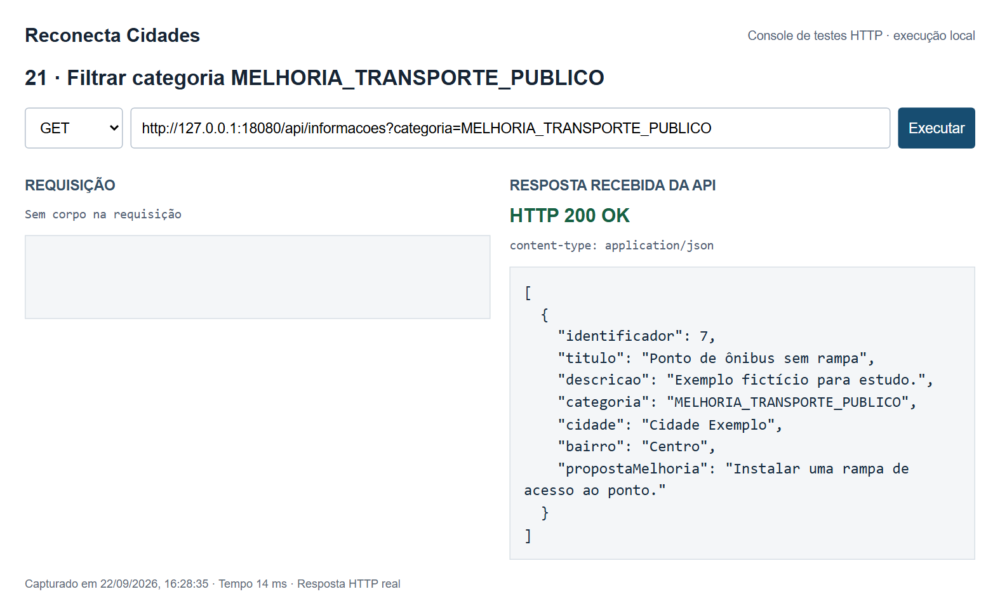 Reconecta Cidades
Console de testes HTTP · execução local
21 · Filtrar categoria MELHORIA_TRANSPORTE_PUBLICO
GET
http://127.0.0.1:18080/api/informacoes?categoria=MELHORIA_TRANSPORTE_PUBLICO
Executar
REQUISIÇÃO
Sem corpo na requisição
RESPOSTA RECEBIDA DA API
HTTP 200 OK
content-type: application/json
[
  {
    "identificador": 7,
    "titulo": "Ponto de ônibus sem rampa",
    "descricao": "Exemplo fictício para estudo.",
    "categoria": "MELHORIA_TRANSPORTE_PUBLICO",
    "cidade": "Cidade Exemplo",
    "bairro": "Centro",
    "propostaMelhoria": "Instalar uma rampa de
acesso ao ponto."
  }
]
Capturado em 22/09/2026, 16:28:35 · Tempo 14 ms · Resposta HTTP real